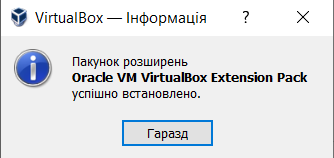 VirtualBox — Інформація
Пакунок розширень
Oracle VM VirtualBox Extension Pack
успішно встановлено.
Гаразд